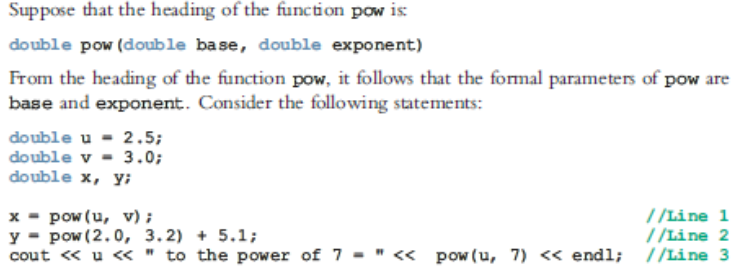 Suppose that the heading of the function pow is:
double pow(double base, double exponent)
From the heading of the function pow, it follows that the formal parameters of pow are
base and exponent. Consider the following statements:
double u = 2.5;
double v = 3.0;
double x, y;
x = pow(u, v); //Line 1
y = pow(2.0, 3.2) + 5.1; //Line 2
cout << u << " to the power of 7 = " << pow(u, 7) << endl; //Line 3